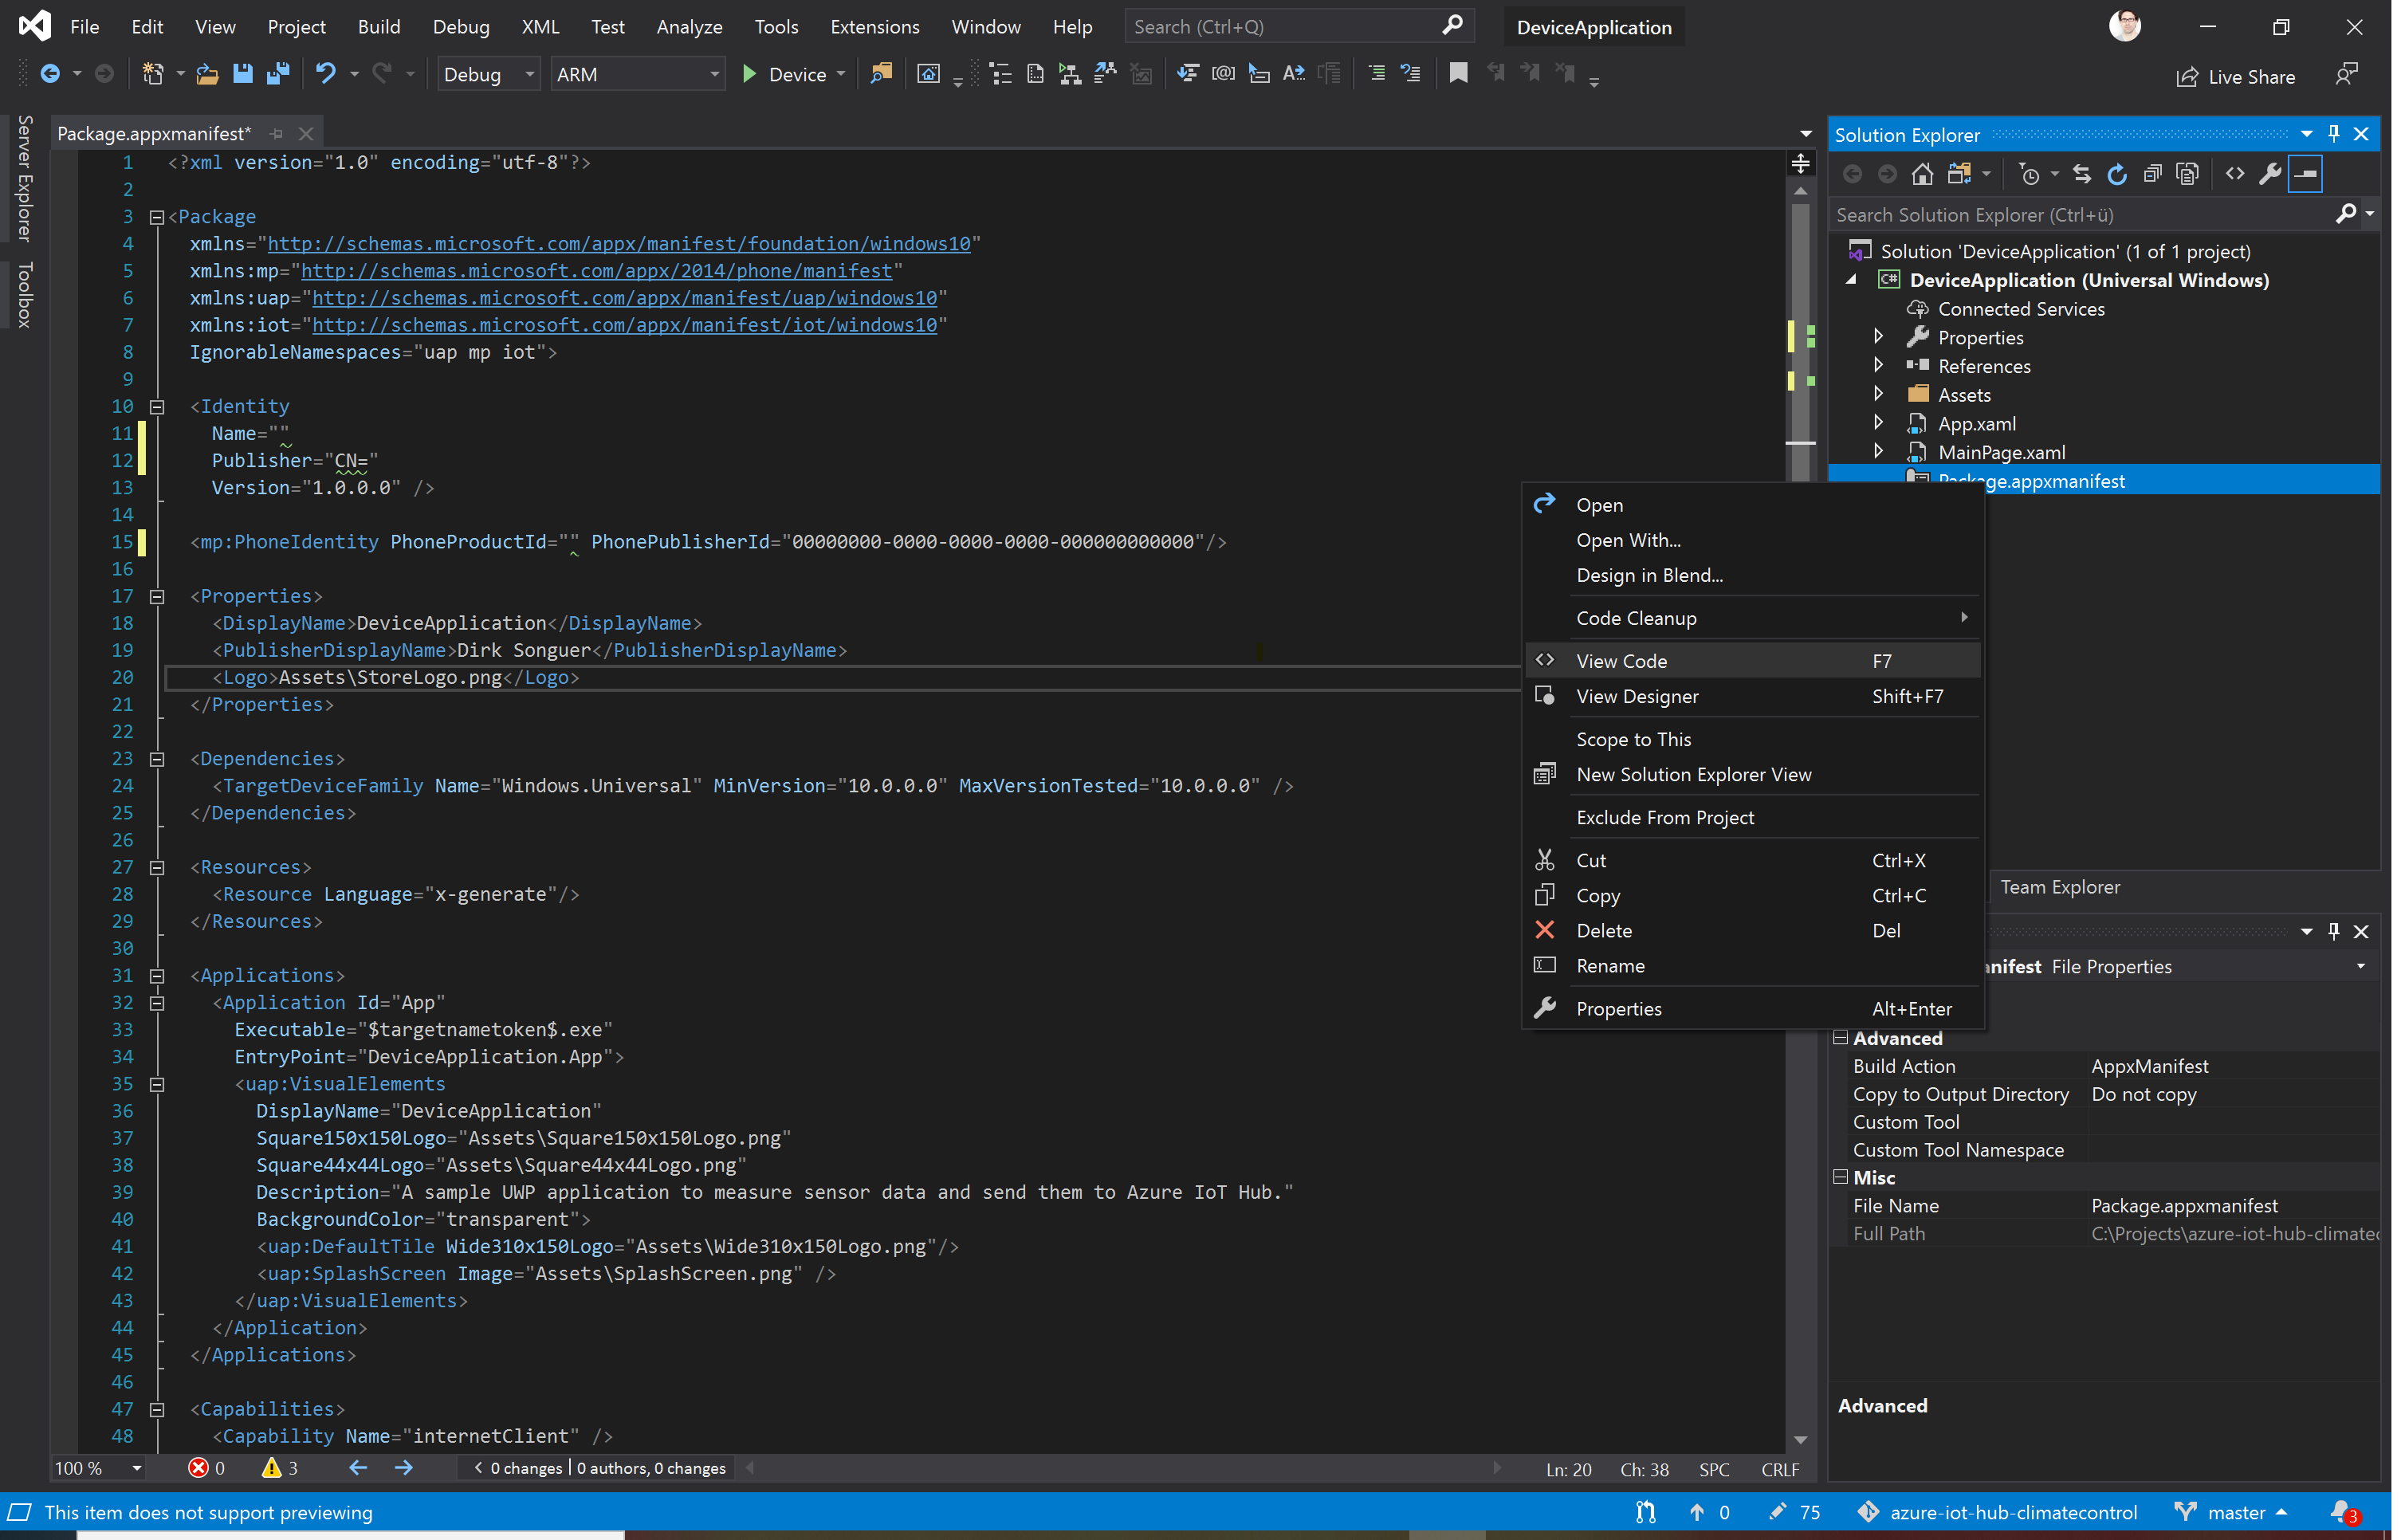 File Edit View Project Build Debug XML Test Analyze Tools Extensions Window Help Search (Ctrl+Q) DeviceApplication
Debug ARM Device Live Share
Server Explorer
Toolbox
Package.appxmanifest*
1 <?xml version="1.0" encoding="utf-8"?>
2
3 <Package
4 xmlns="http://schemas.microsoft.com/appx/manifest/foundation/windows10"
5 xmlns:mp="http://schemas.microsoft.com/appx/2014/phone/manifest"
6 xmlns:uap="http://schemas.microsoft.com/appx/manifest/uap/windows10"
7 xmlns:iot="http://schemas.microsoft.com/appx/manifest/iot/windows10"
8 IgnorableNamespaces="uap mp iot">
9
10 <Identity
11 Name=""
12 Publisher="CN="
13 Version="1.0.0.0" />
14
15 <mp:PhoneIdentity PhoneProductId="" PhonePublisherId="00000000-0000-0000-0000-000000000000"/>
16
17 <Properties>
18 <DisplayName>DeviceApplication</DisplayName>
19 <PublisherDisplayName>Dirk Songuer</PublisherDisplayName>
20 <Logo>Assets\StoreLogo.png</Logo>
21 </Properties>
22
23 <Dependencies>
24 <TargetDeviceFamily Name="Windows.Universal" MinVersion="10.0.0.0" MaxVersionTested="10.0.0.0" />
25 </Dependencies>
26
27 <Resources>
28 <Resource Language="x-generate"/>
29 </Resources>
30
31 <Applications>
32 <Application Id="App"
33 Executable="$targetnametoken$.exe"
34 EntryPoint="DeviceApplication.App">
35 <uap:VisualElements
36 DisplayName="DeviceApplication"
37 Square150x150Logo="Assets\Square150x150Logo.png"
38 Square44x44Logo="Assets\Square44x44Logo.png"
39 Description="A sample UWP application to measure sensor data and send them to Azure IoT Hub."
40 BackgroundColor="transparent">
41 <uap:DefaultTile Wide310x150Logo="Assets\Wide310x150Logo.png"/>
42 <uap:SplashScreen Image="Assets\SplashScreen.png" />
43 </uap:VisualElements>
44 </Application>
45 </Applications>
46
47 <Capabilities>
48 <Capability Name="internetClient" />
100 % 0 3 0 changes | 0 authors, 0 changes Ln: 20 Ch: 38 SPC CRLF
Open
Open With...
Design in Blend...
Code Cleanup
View Code F7
View Designer Shift+F7
Scope to This
New Solution Explorer View
Exclude From Project
Cut Ctrl+X
Copy Ctrl+C
Delete Del
Rename
Properties Alt+Enter
Solution Explorer
Search Solution Explorer (Ctrl+ü)
Solution 'DeviceApplication' (1 of 1 project)
C# DeviceApplication (Universal Windows)
Connected Services
Properties
References
Assets
App.xaml
MainPage.xaml
Package.appxmanifest
Team Explorer
anifest File Properties
Advanced
Build Action AppxManifest
Copy to Output Directory Do not copy
Custom Tool
Custom Tool Namespace
Misc
File Name Package.appxmanifest
Full Path C:\Projects\azure-iot-hub-climatec
Advanced
This item does not support previewing 0 75 azure-iot-hub-climatecontrol master 3